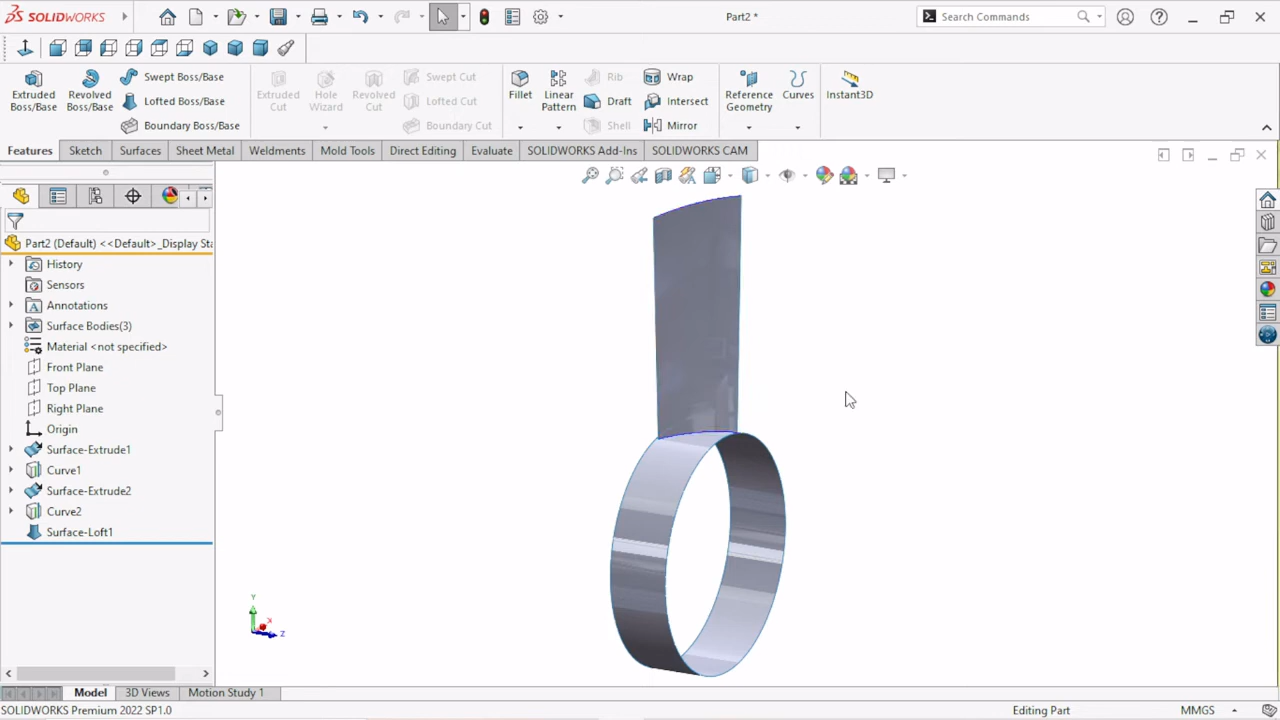 SOLIDWORKS
Part2 *
Search Commands
Extruded Boss/Base
Revolved Boss/Base
Swept Boss/Base
Lofted Boss/Base
Boundary Boss/Base
Extruded Cut
Hole Wizard
Revolved Cut
Swept Cut
Lofted Cut
Boundary Cut
Fillet
Linear Pattern
Rib
Draft
Shell
Wrap
Intersect
Mirror
Reference Geometry
Curves
Instant3D
Features Sketch Surfaces Sheet Metal Weldments Mold Tools Direct Editing Evaluate SOLIDWORKS Add-Ins SOLIDWORKS CAM
Part2 (Default) <<Default>_Display Sta
History
Sensors
Annotations
Surface Bodies(3)
Material <not specified>
Front Plane
Top Plane
Right Plane
Origin
Surface-Extrude1
Curve1
Surface-Extrude2
Curve2
Surface-Loft1
Y
X
Z
Model 3D Views Motion Study 1
SOLIDWORKS Premium 2022 SP1.0
Editing Part
MMGS